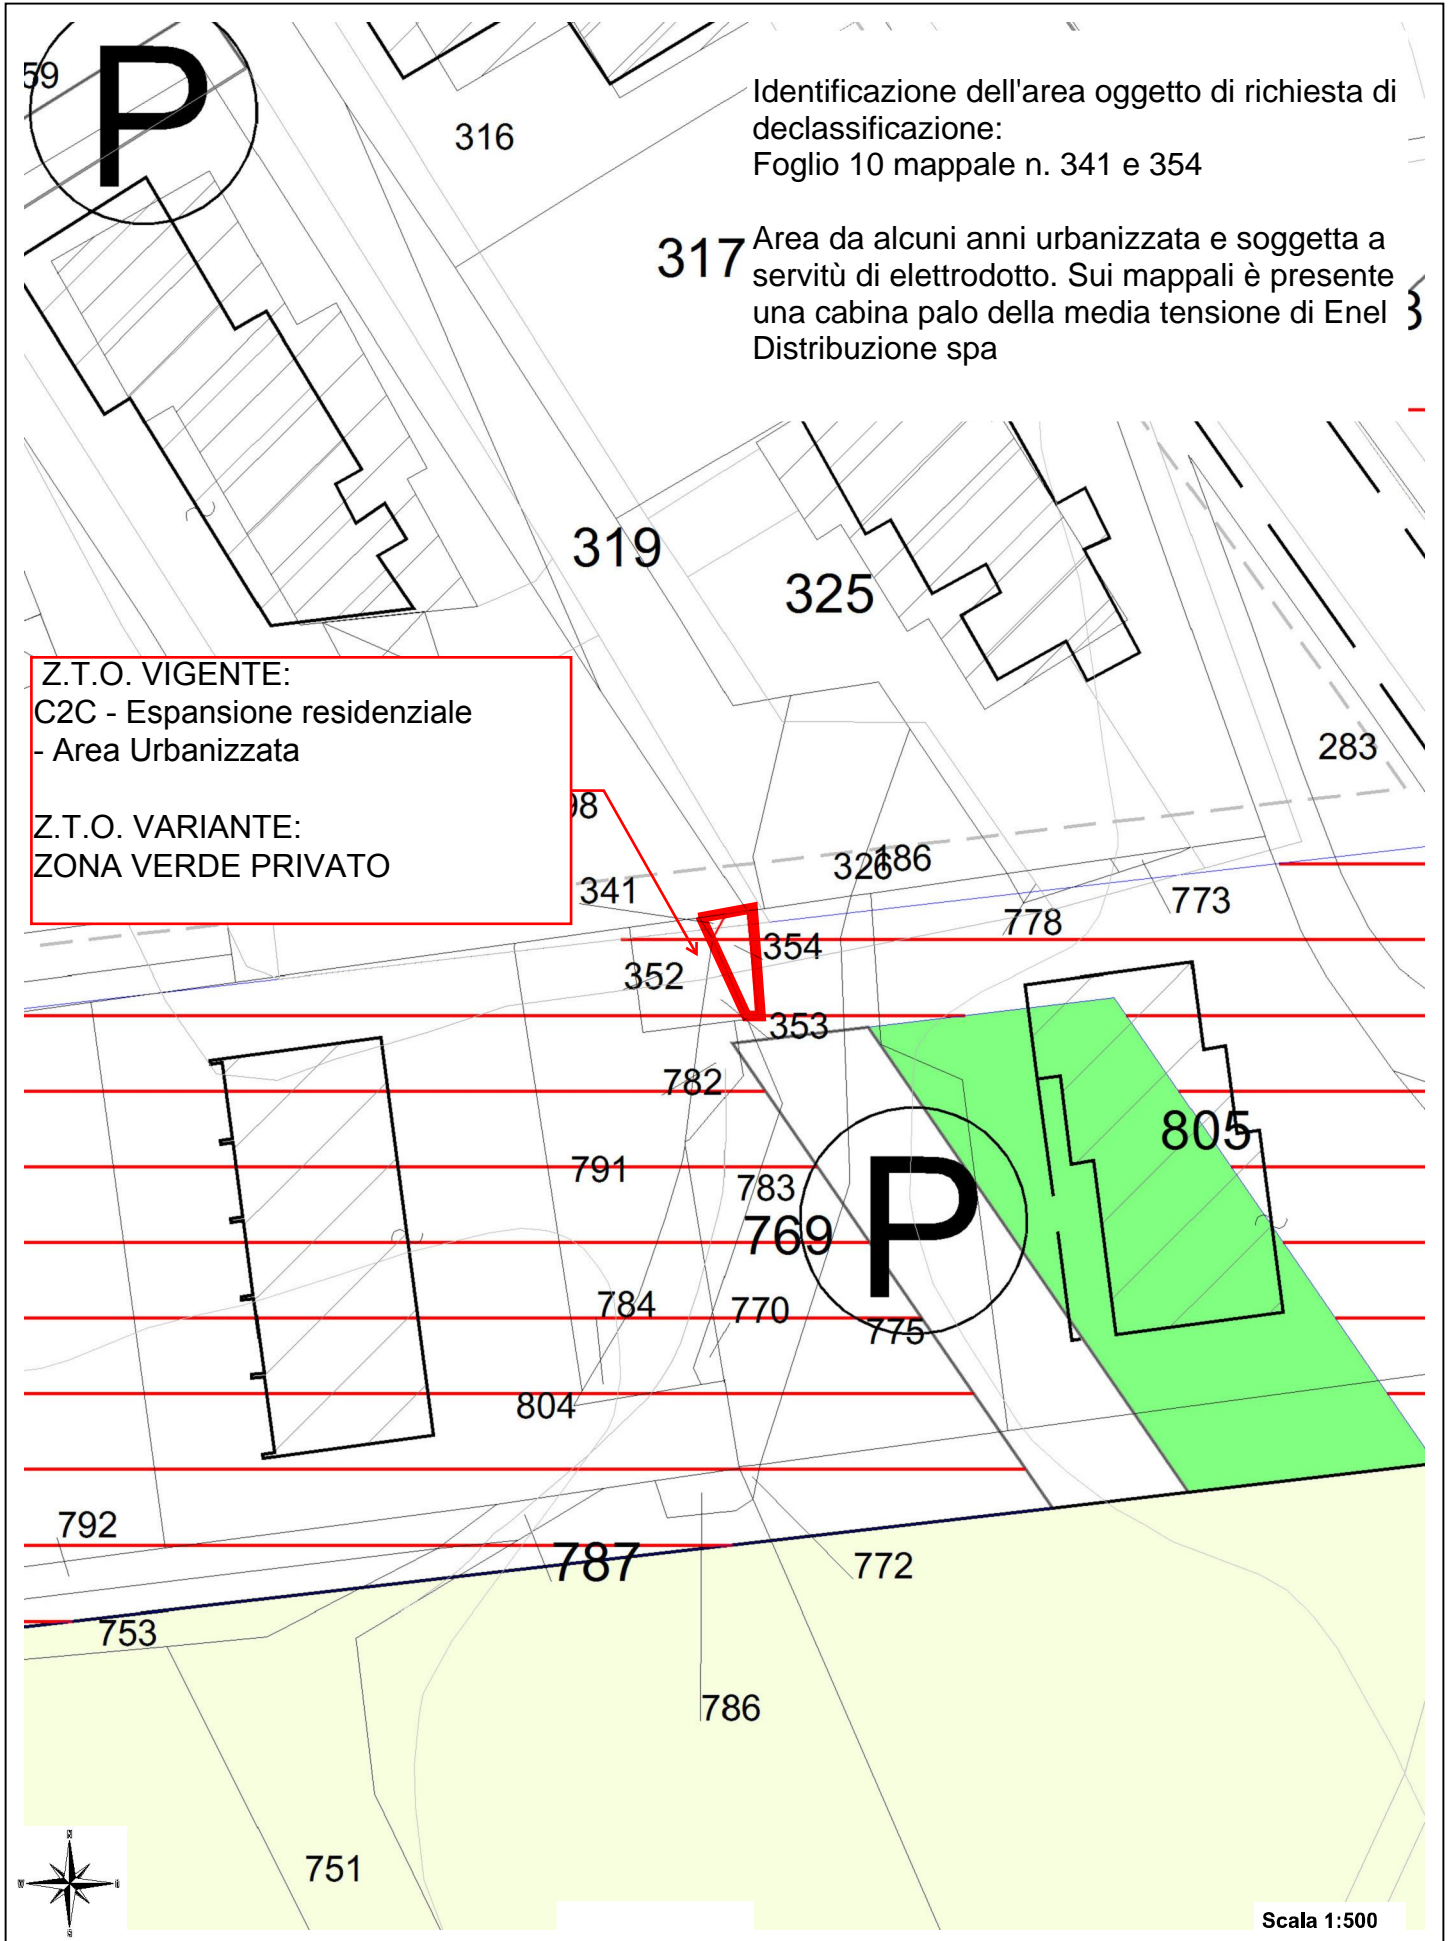 59
P
316
Identificazione dell'area oggetto di richiesta di
declassificazione:
Foglio 10 mappale n. 341 e 354
317
Area da alcuni anni urbanizzata e soggetta a
servitù di elettrodotto. Sui mappali è presente
una cabina palo della media tensione di Enel
Distribuzione spa
319
325
Z.T.O. VIGENTE:
C2C - Espansione residenziale
- Area Urbanizzata
Z.T.O. VARIANTE:
ZONA VERDE PRIVATO
283
98
326
186
341
773
778
354
352
353
782
805
791
783
769
P
784
770
775
804
792
787
772
753
786
751
N
W
Scala 1:500